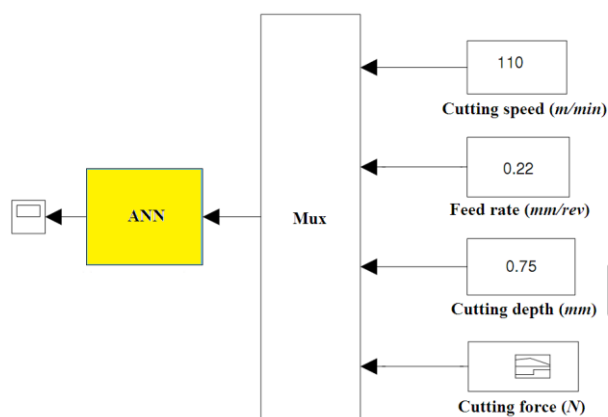 110
Cutting speed (m/min)
0.22
Feed rate (mm/rev)
ANN
Mux
0.75
Cutting depth (mm)
Cutting force (N)